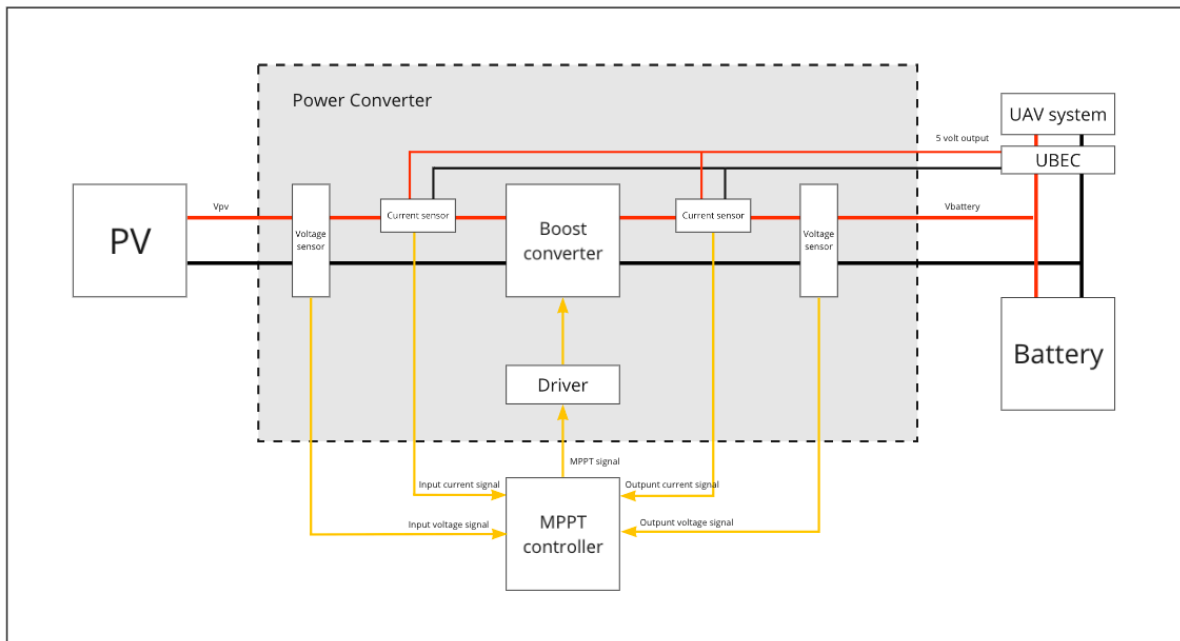 Power Converter
UAV system
5 volt output
UBEC
PV
Vpv
Voltage
sensor
Current sensor
Boost
converter
Current sensor
Voltage
sensor
Vbattery
Battery
Driver
MPPT signal
Input current signal
Outpunt current signal
Input voltage signal
Outpunt voltage signal
MPPT
controller